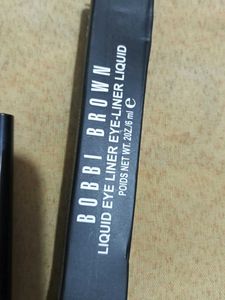 BOBBI BROWN
LIQUID EYE LINER EYE-LINER LIQUID
POIDS NET WT. 20Z./6 ml e